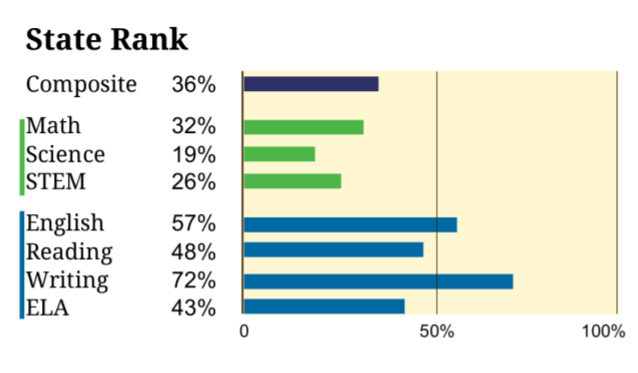 State Rank
Composite 36%
Math 32%
Science 19%
STEM 26%
English 57%
Reading 48%
Writing 72%
ELA 43%
0 50% 100%